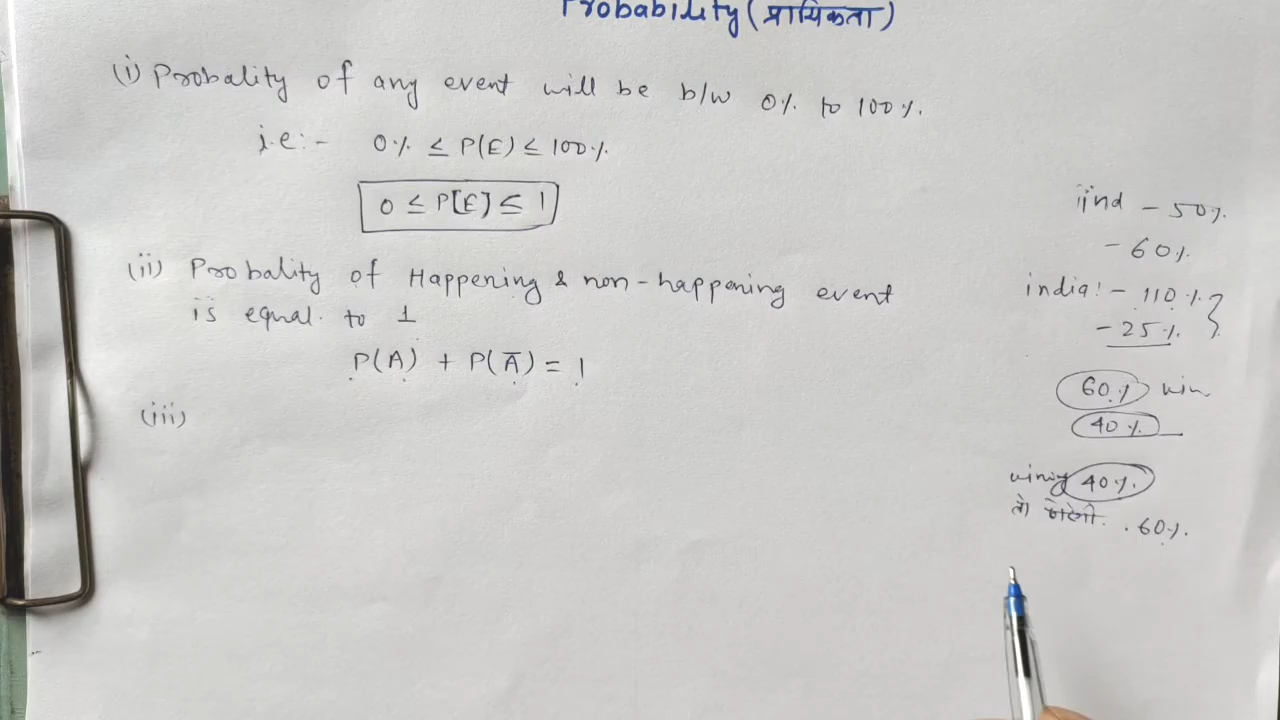 Probability (प्रायिकता)
(i) Probality of any event will be b/w 0% to 100%.
i.e:- 0% ≤ P(E) ≤ 100%
0 ≤ P[E] ≤ 1
(ii) Probality of Happening & non-happening event
is equal to 1
P(A) + P(Ā) = 1
(iii)
iind - 50%
- 60%
india:- 110%
- 25%
60% win
40%
wining 40%
तो 60%.